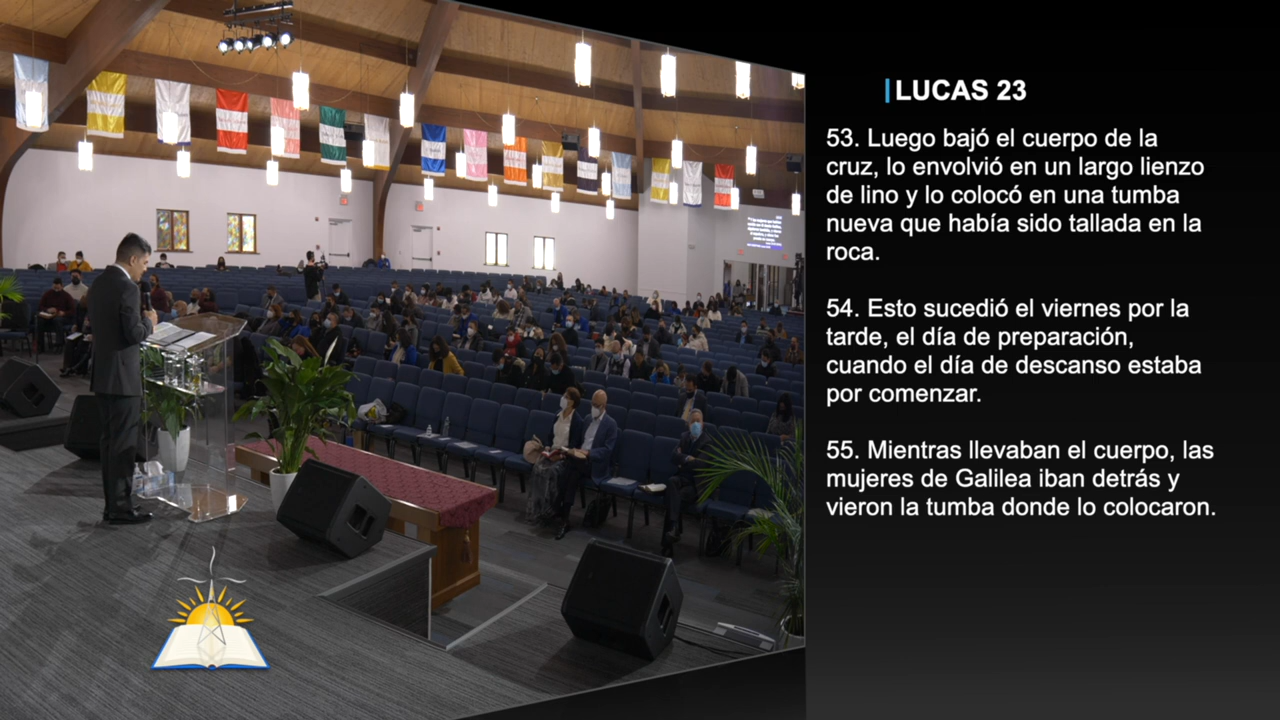 LUCAS 23
53. Luego bajó el cuerpo de la
cruz, lo envolvió en un largo lienzo
de lino y lo colocó en una tumba
nueva que había sido tallada en la
roca.
54. Esto sucedió el viernes por la
tarde, el día de preparación,
cuando el día de descanso estaba
por comenzar.
55. Mientras llevaban el cuerpo, las
mujeres de Galilea iban detrás y
vieron la tumba donde lo colocaron.